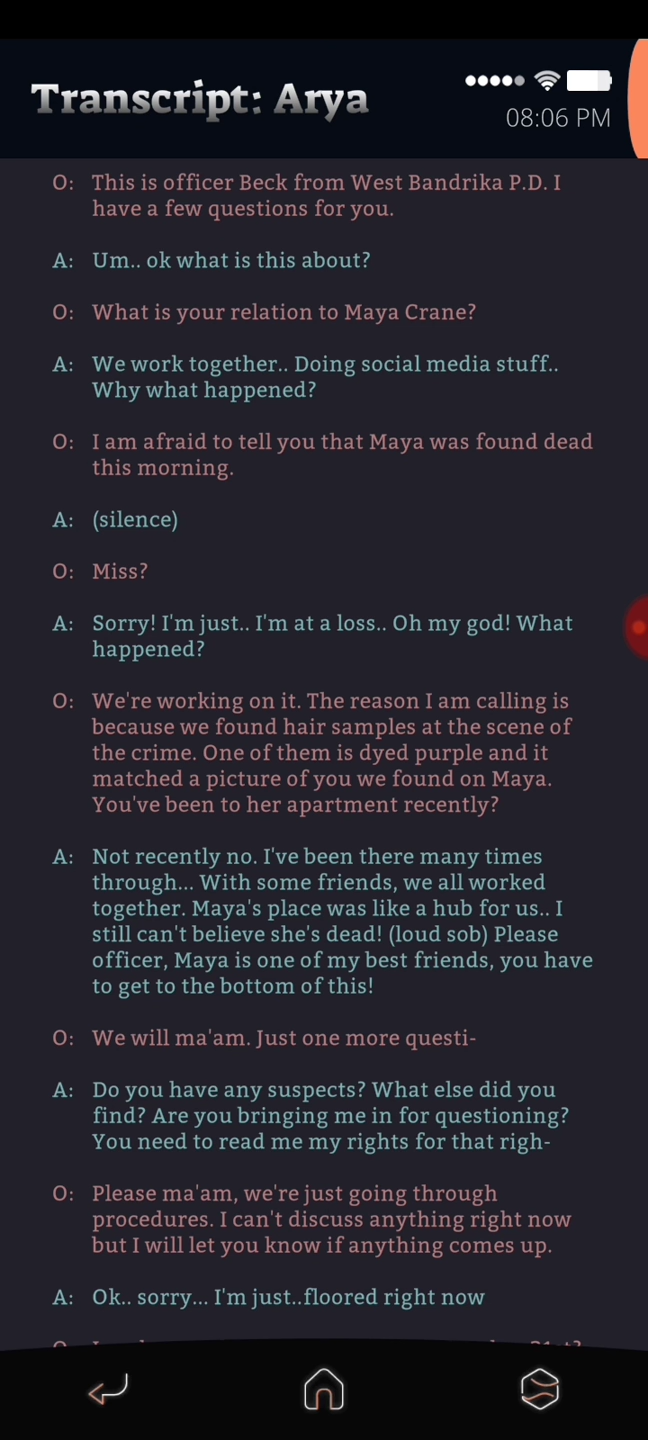 Transcript: Arya
08:06 PM
O: This is officer Beck from West Bandrika P.D. I
have a few questions for you.
A: Um.. ok what is this about?
O: What is your relation to Maya Crane?
A: We work together.. Doing social media stuff..
Why what happened?
O: I am afraid to tell you that Maya was found dead
this morning.
A: (silence)
O: Miss?
A: Sorry! I'm just.. I'm at a loss.. Oh my god! What
happened?
O: We're working on it. The reason I am calling is
because we found hair samples at the scene of
the crime. One of them is dyed purple and it
matched a picture of you we found on Maya.
You've been to her apartment recently?
A: Not recently no. I've been there many times
through... With some friends, we all worked
together. Maya's place was like a hub for us.. I
still can't believe she's dead! (loud sob) Please
officer, Maya is one of my best friends, you have
to get to the bottom of this!
O: We will ma'am. Just one more questi-
A: Do you have any suspects? What else did you
find? Are you bringing me in for questioning?
You need to read me my rights for that righ-
O: Please ma'am, we're just going through
procedures. I can't discuss anything right now
but I will let you know if anything comes up.
A: Ok.. sorry... I'm just..floored right now